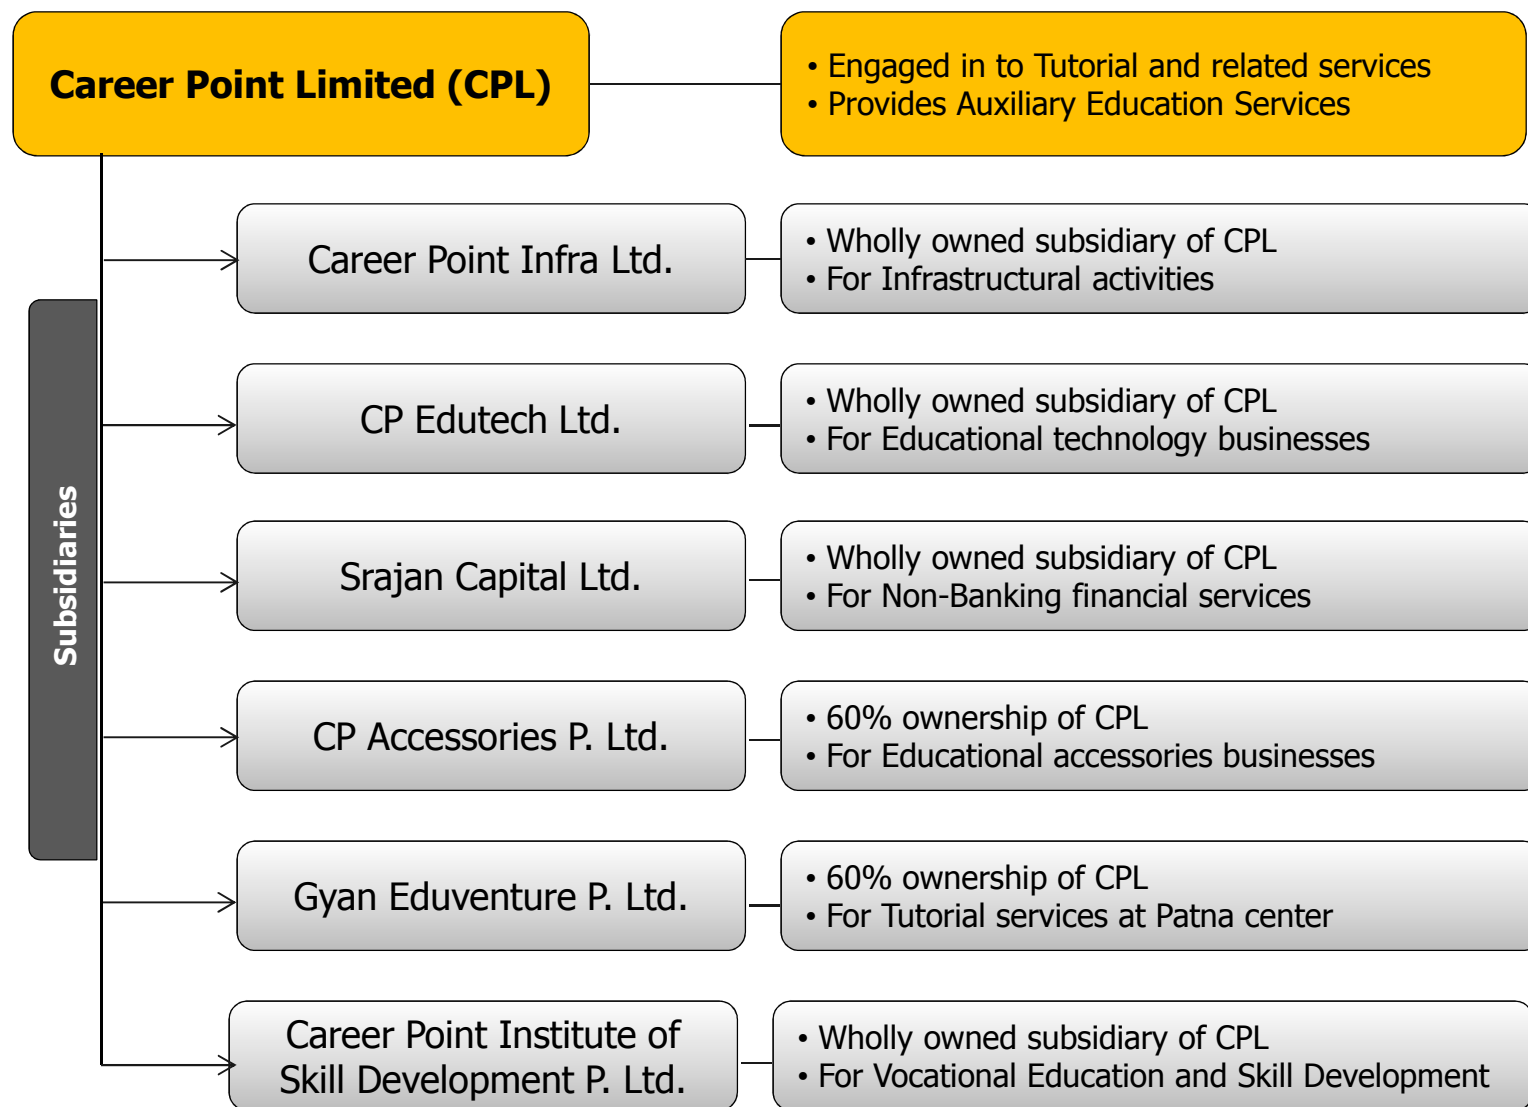 Career Point Limited (CPL)
• Engaged in to Tutorial and related services
• Provides Auxiliary Education Services
Subsidiaries
Career Point Infra Ltd.
• Wholly owned subsidiary of CPL
• For Infrastructural activities
CP Edutech Ltd.
• Wholly owned subsidiary of CPL
• For Educational technology businesses
Srajan Capital Ltd.
• Wholly owned subsidiary of CPL
• For Non-Banking financial services
CP Accessories P. Ltd.
• 60% ownership of CPL
• For Educational accessories businesses
Gyan Eduventure P. Ltd.
• 60% ownership of CPL
• For Tutorial services at Patna center
Career Point Institute of
Skill Development P. Ltd.
• Wholly owned subsidiary of CPL
• For Vocational Education and Skill Development